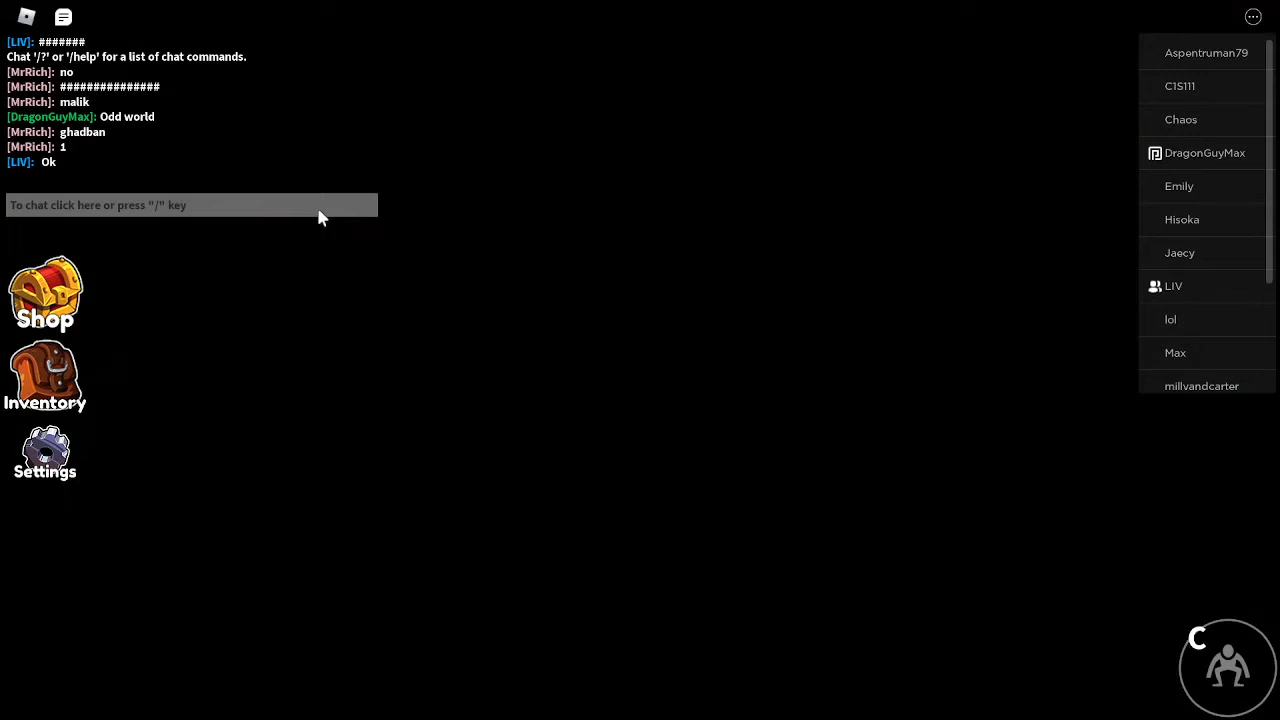 [LIV]: #######
Chat '/?' or '/help' for a list of chat commands.
[MrRich]: no
[MrRich]: ###############
[MrRich]: malik
[DragonGuyMax]: Odd world
[MrRich]: ghadban
[MrRich]: 1
[LIV]: Ok
To chat click here or press "/" key
Shop
Inventory
Settings
Aspentruman79
C1S111
Chaos
DragonGuyMax
Emily
Hisoka
Jaecy
LIV
lol
Max
millyandcarter
C